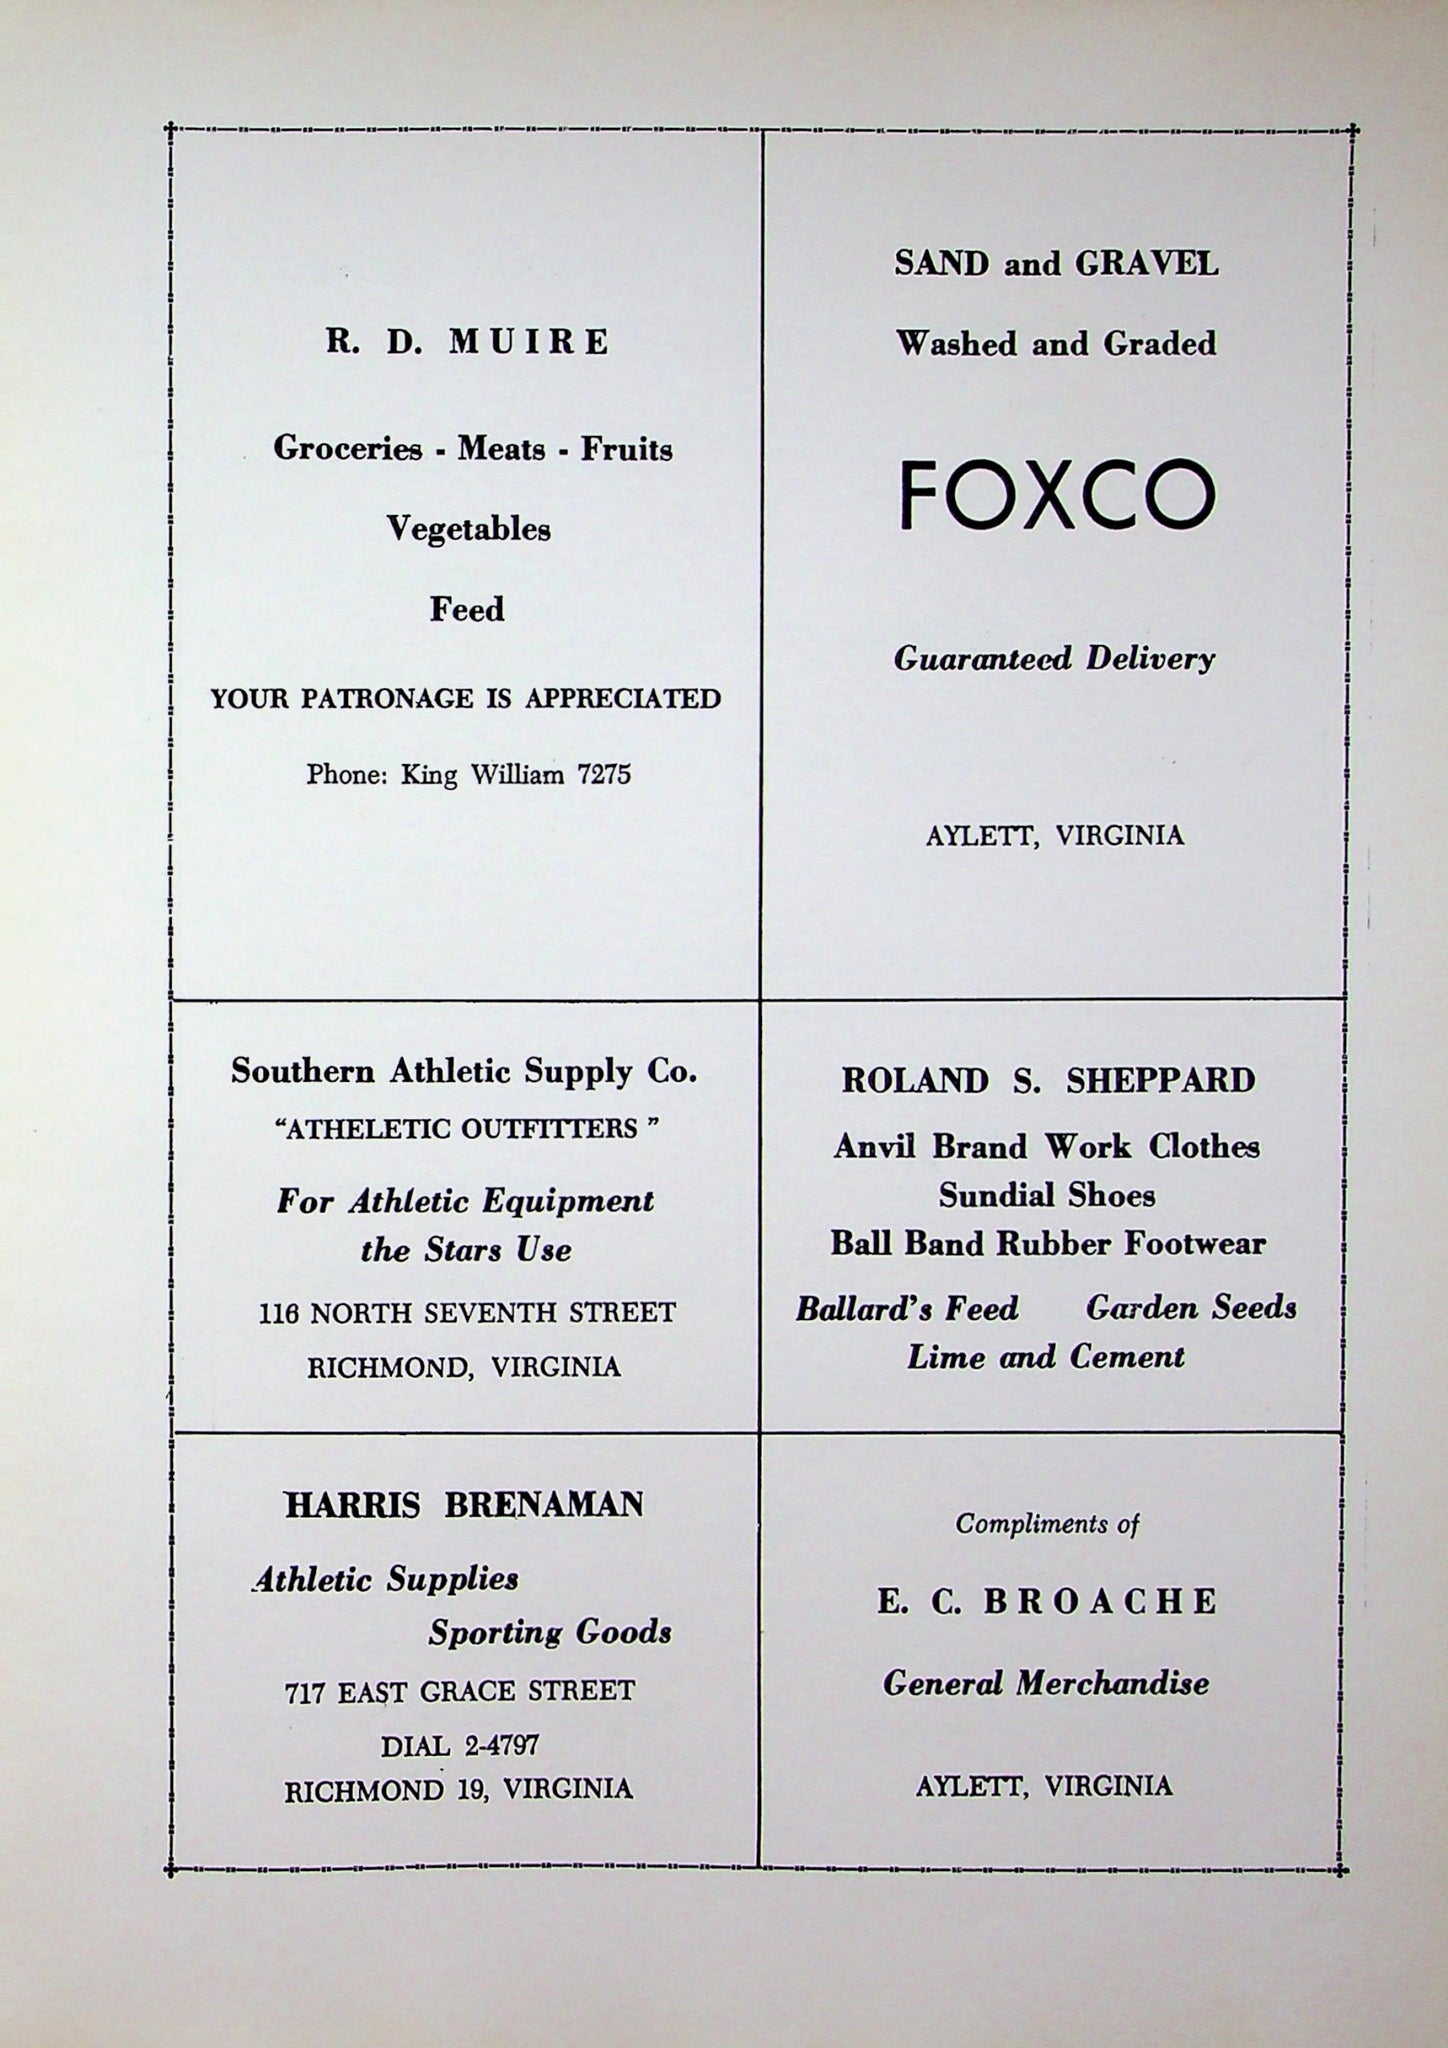 R. D. MUIRE
Groceries - Meats - Fruits
Vegetables
Feed
YOUR PATRONAGE IS APPRECIATED
Phone: King William 7275
SAND and GRAVEL
Washed and Graded
FOXCO
Guaranteed Delivery
AYLETT, VIRGINIA
Southern Athletic Supply Co.
"ATHELETIC OUTFITTERS "
For Athletic Equipment
the Stars Use
116 NORTH SEVENTH STREET
RICHMOND, VIRGINIA
ROLAND S. SHEPPARD
Anvil Brand Work Clothes
Sundial Shoes
Ball Band Rubber Footwear
Ballard's Feed Garden Seeds
Lime and Cement
HARRIS BRENAMAN
Athletic Supplies
Sporting Goods
717 EAST GRACE STREET
DIAL 2-4797
RICHMOND 19, VIRGINIA
Compliments of
E. C. BROACHE
General Merchandise
AYLETT, VIRGINIA